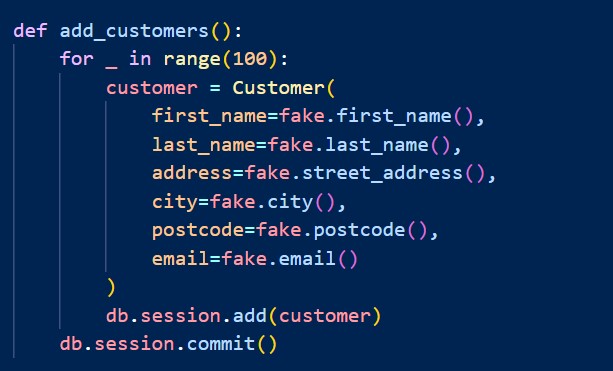 def add_customers():
    for _ in range(100):
        customer = Customer(
            first_name=fake.first_name(),
            last_name=fake.last_name(),
            address=fake.street_address(),
            city=fake.city(),
            postcode=fake.postcode(),
            email=fake.email()
        )
        db.session.add(customer)
    db.session.commit()